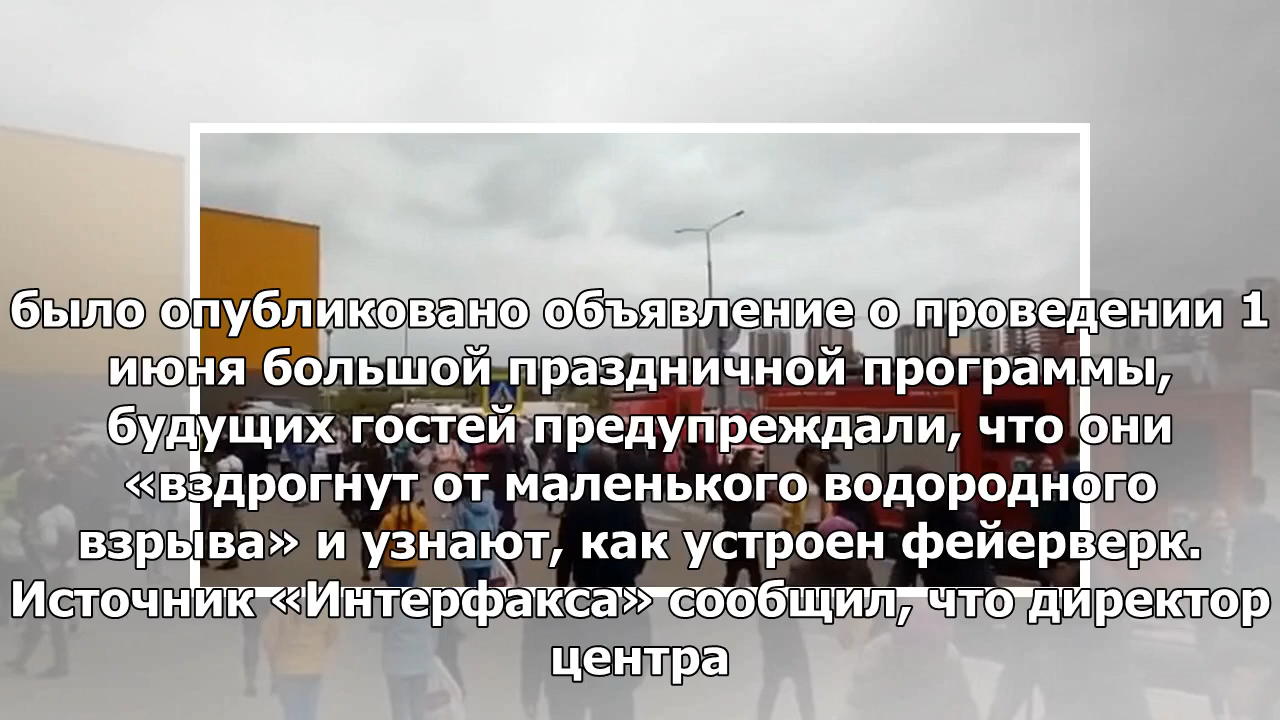 было опубликовано объявление о проведении 1
июня большой праздничной программы,
будущих гостей предупреждали, что они
«вздрогнут от маленького водородного
взрыва» и узнают, как устроен фейерверк.
Источник «Интерфакса» сообщил, что директор
центра